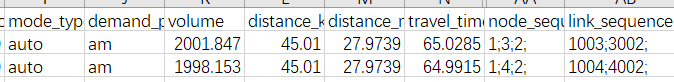 mode_typ demand_p volume distance_k distance_r travel_time node_sequ link_sequence
auto am 2001.847 45.01 27.9739 65.0285 1;3;2; 1003;3002;
auto am 1998.153 45.01 27.9739 64.9915 1;4;2; 1004;4002;